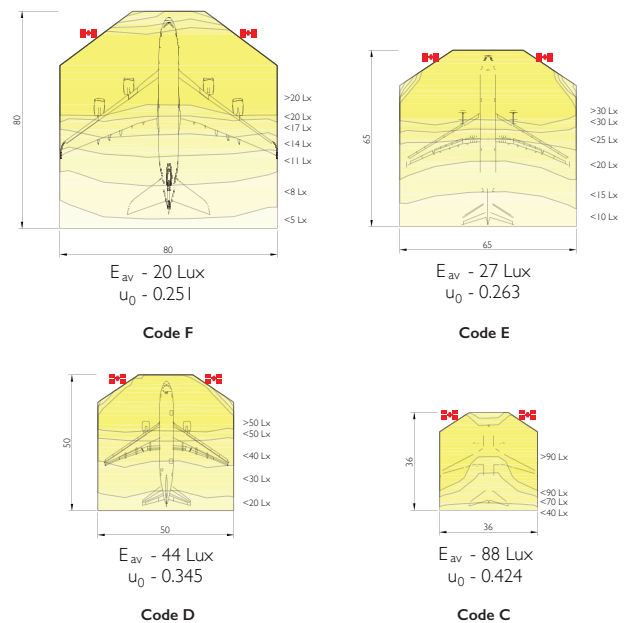 80
>20 Lx
<20 Lx
<17 Lx
<14 Lx
<11 Lx
<8 Lx
<5 Lx
80
E av - 20 Lux
u0 - 0.251
Code F
65
>30 Lx
<30 Lx
<25 Lx
<20 Lx
<15 Lx
<10 Lx
65
E av - 27 Lux
u0 - 0.263
Code E
50
>50 Lx
<50 Lx
<40 Lx
<30 Lx
<20 Lx
50
E av - 44 Lux
u0 - 0.345
Code D
36
>90 Lx
<90 Lx
<70 Lx
<40 Lx
36
E av - 88 Lux
u0 - 0.424
Code C